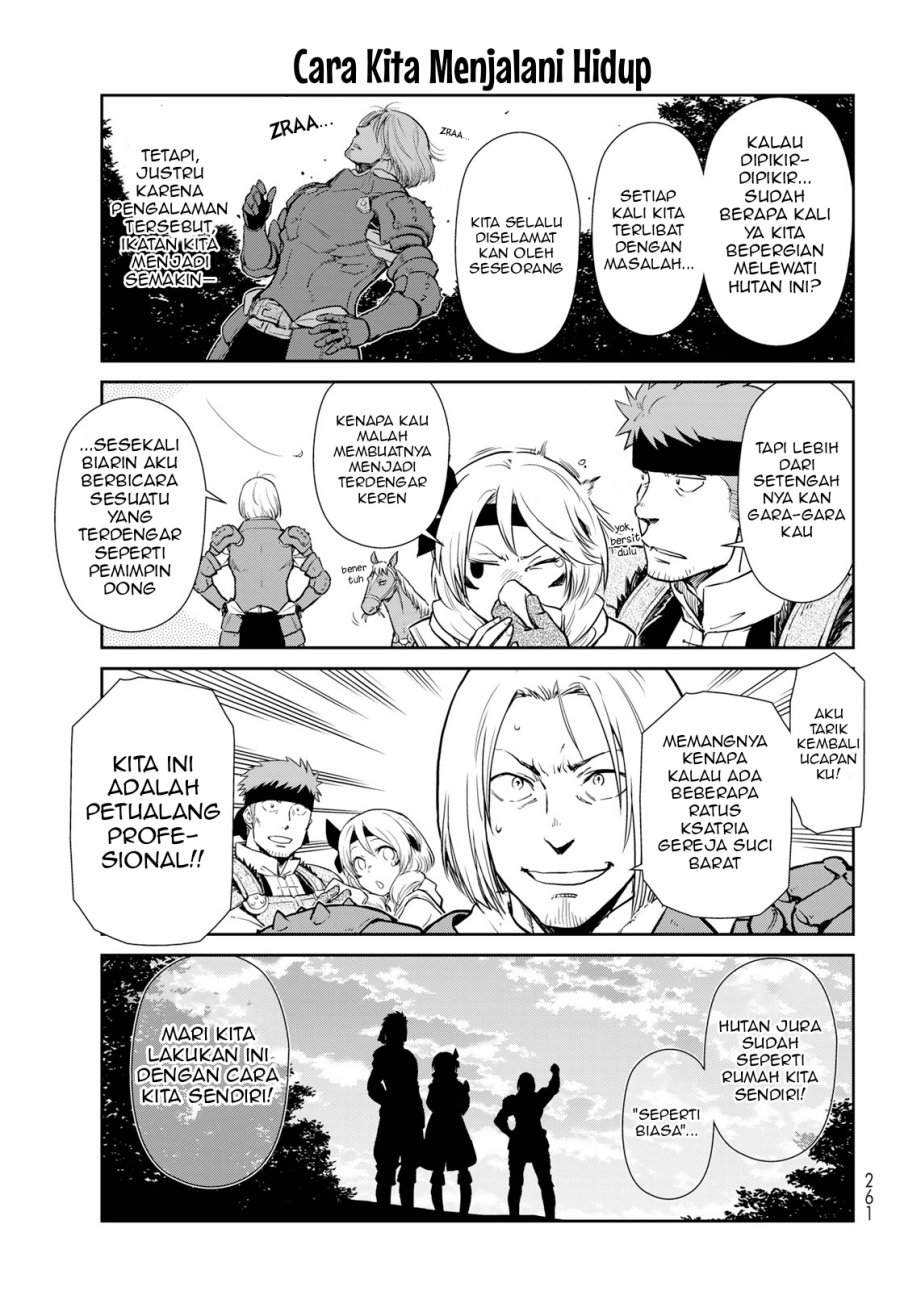 Cara Kita Menjalani Hidup
KALAU
DIPIKIR-
DIPIKIR...
SUDAH
BERAPA KALI
YA KITA
BEPERGIAN
MELEWATI
HUTAN INI?
SETIAP
KALI KITA
TERLIBAT
DENGAN
MASALAH...
KITA SELALU
DISELAMAT
KAN OLEH
SESEORANG
ZRAA...
ZRAA...
TETAPI,
JUSTRU
KARENA
PENGALAMAN
TERSEBUT,
IKATAN KITA
MENJADI
SEMAKIN—
TAPI LEBIH
DARI
SETENGAH
NYA KAN
GARA-GARA
KAU
yok,
bersit
dulu
KENAPA KAU
MALAH
MEMBUATNYA
MENJADI
TERDENGAR
KEREN
bener
tuh
...SESEKALI
BIARIN AKU
BERBICARA
SESUATU
YANG
TERDENGAR
SEPERTI
PEMIMPIN
DONG
AKU
TARIK
KEMBALI
UCAPAN
KU!
MEMANGNYA
KENAPA
KALAU ADA
BEBERAPA
RATUS
KSATRIA
GEREJA SUCI
BARAT
KITA INI
ADALAH
PETUALANG
PROFE-
SIONAL!!
HUTAN JURA
SUDAH
SEPERTI
RUMAH KITA
SENDIRI!
"SEPERTI
BIASA"...
MARI KITA
LAKUKAN INI
DENGAN CARA
KITA SENDIRI!
261